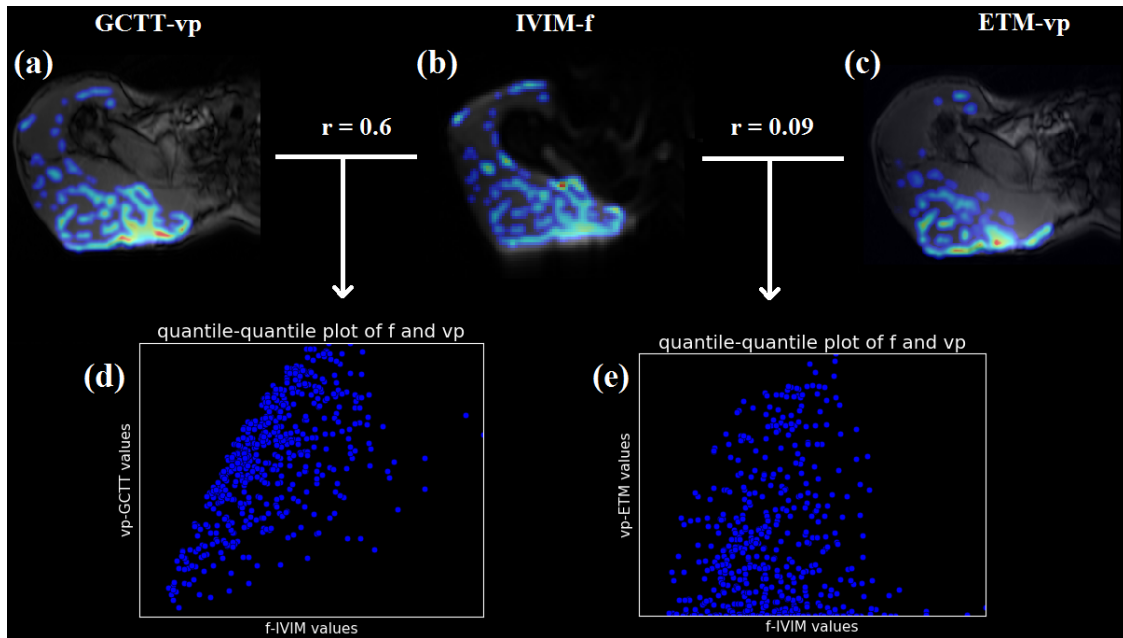 GCTT-vp
IVIM-f
ETM-vp
(a)
(b)
(c)
r = 0.6
r = 0.09
quantile-quantile plot of f and vp
quantile-quantile plot of f and vp
(d)
(e)
vp-GCTT values
vp-ETM values
f-IVIM values
f-IVIM values